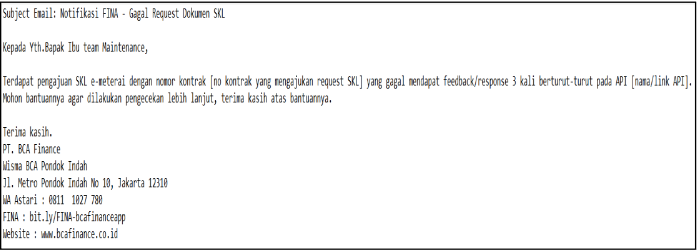 Subject Email: Notifikasi FINA - Gagal Request Dokumen SKL
Kepada Yth.Bapak Ibu team Maintenance,
Terdapat pengajuan SKL e-meterai dengan nomor kontrak [no kontrak yang mengajukan request SKL] yang gagal mendapat feedback/response 3 kali berturut-turut pada API [nama/link API].
Mohon bantuannya agar dilakukan pengecekan lebih lanjut, terima kasih atas bantuannya.
Terima kasih.
PT. BCA Finance
Wisma BCA Pondok Indah
Jl. Metro Pondok Indah No 10, Jakarta 12310
WA Astari : 0811  1027 780
FINA : bit.ly/FINA-bcafinanceapp
Website : www.bcafinance.co.id